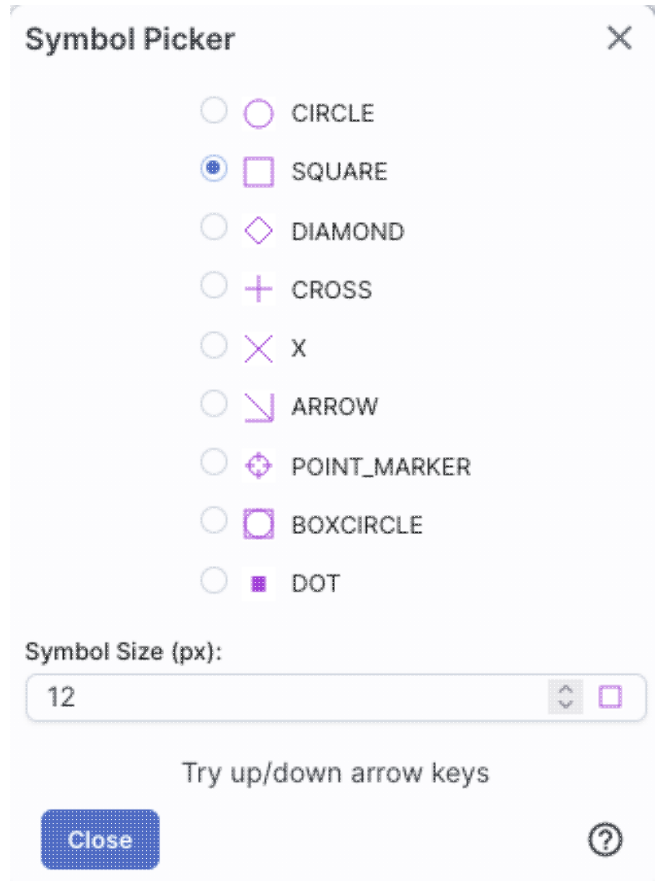 Symbol Picker
CIRCLE
SQUARE
DIAMOND
CROSS
X
ARROW
POINT_MARKER
BOXCIRCLE
DOT
Symbol Size (px):
12
Try up/down arrow keys
Close